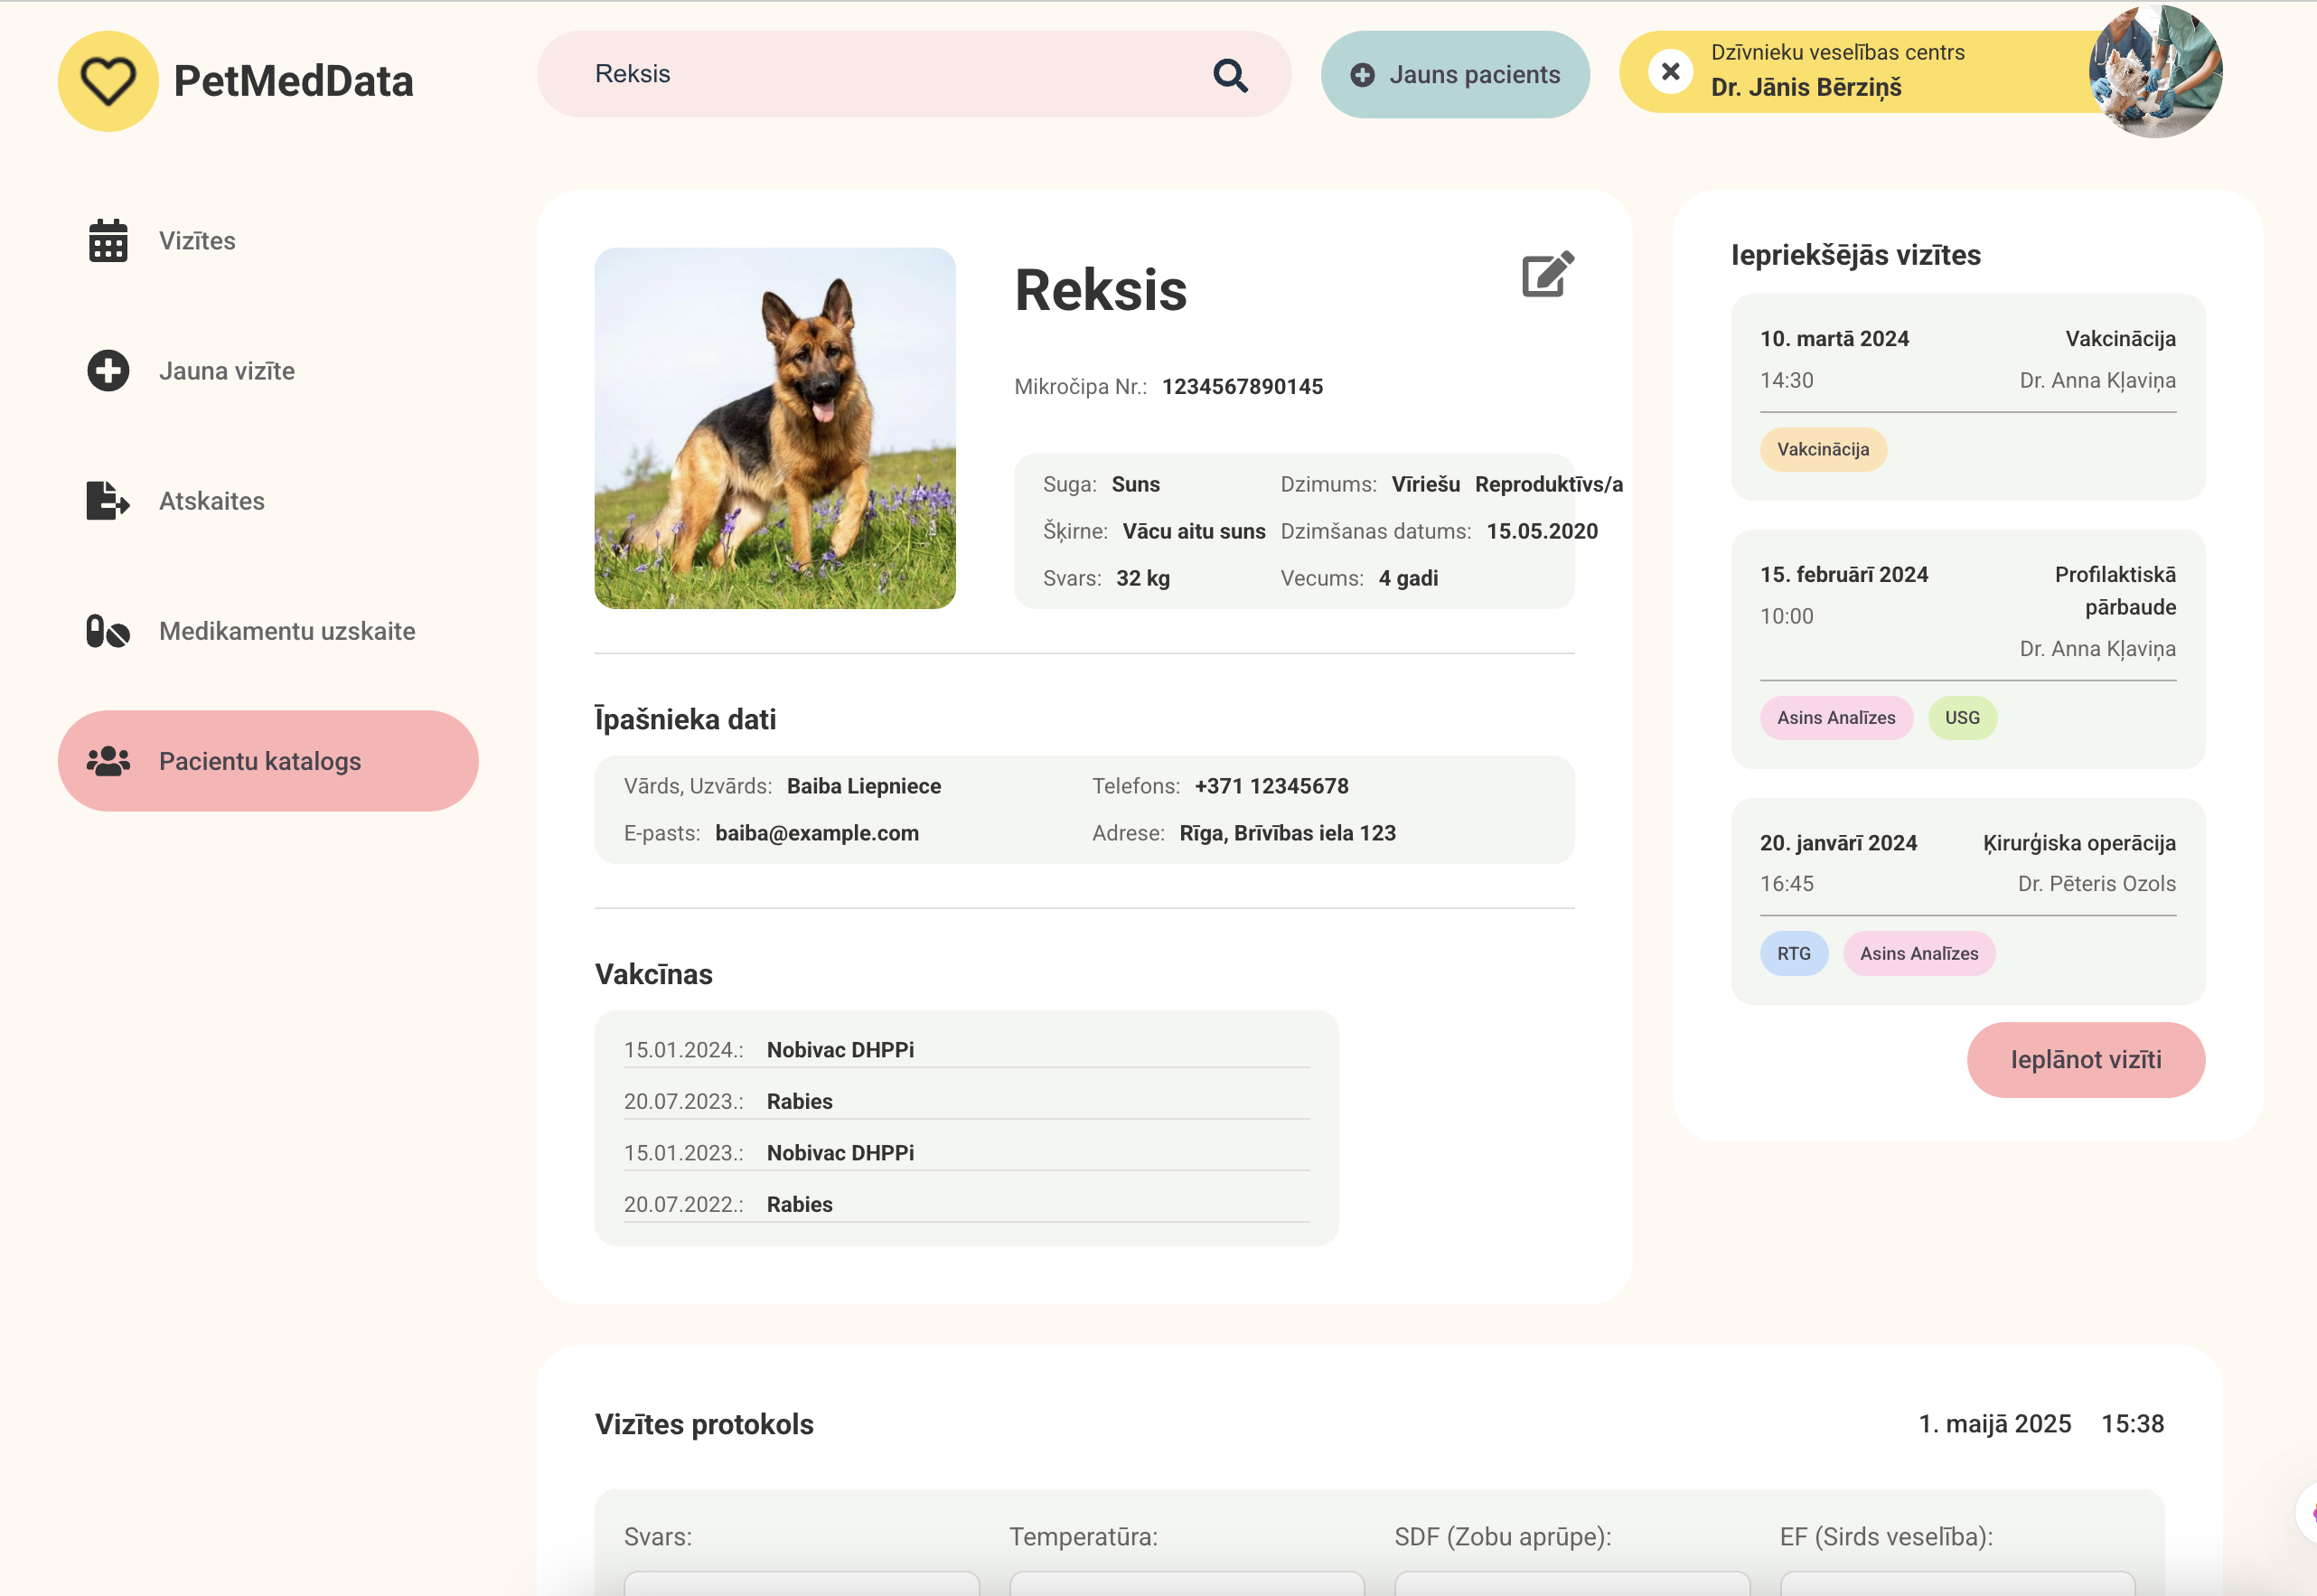 PetMedData
Reksis
Jauns pacients
Dzīvnieku veselības centrs
Dr. Jānis Bērziņš
Vizītes
Jauna vizīte
Atskaites
Medikamentu uzskaite
Pacientu katalogs
Reksis
Mikročipa Nr.: 1234567890145
Suga: Suns Dzimums: Vīriešu Reproduktīvs/a
Šķirne: Vācu aitu suns Dzimšanas datums: 15.05.2020
Svars: 32 kg Vecums: 4 gadi
Īpašnieka dati
Vārds, Uzvārds: Baiba Liepniece Telefons: +371 12345678
E-pasts: baiba@example.com Adrese: Rīga, Brīvības iela 123
Vakcīnas
15.01.2024.: Nobivac DHPPi
20.07.2023.: Rabies
15.01.2023.: Nobivac DHPPi
20.07.2022.: Rabies
Iepriekšējās vizītes
10. martā 2024 Vakcinācija
14:30 Dr. Anna Kļaviņa
Vakcinācija
15. februārī 2024 Profilaktiskā
pārbaude
10:00
Dr. Anna Kļaviņa
Asins Analīzes USG
20. janvārī 2024 Ķirurģiska operācija
16:45 Dr. Pēteris Ozols
RTG Asins Analīzes
Ieplānot vizīti
Vizītes protokols 1. maijā 2025 15:38
Svars: Temperatūra: SDF (Zobu aprūpe): EF (Sirds veselība):